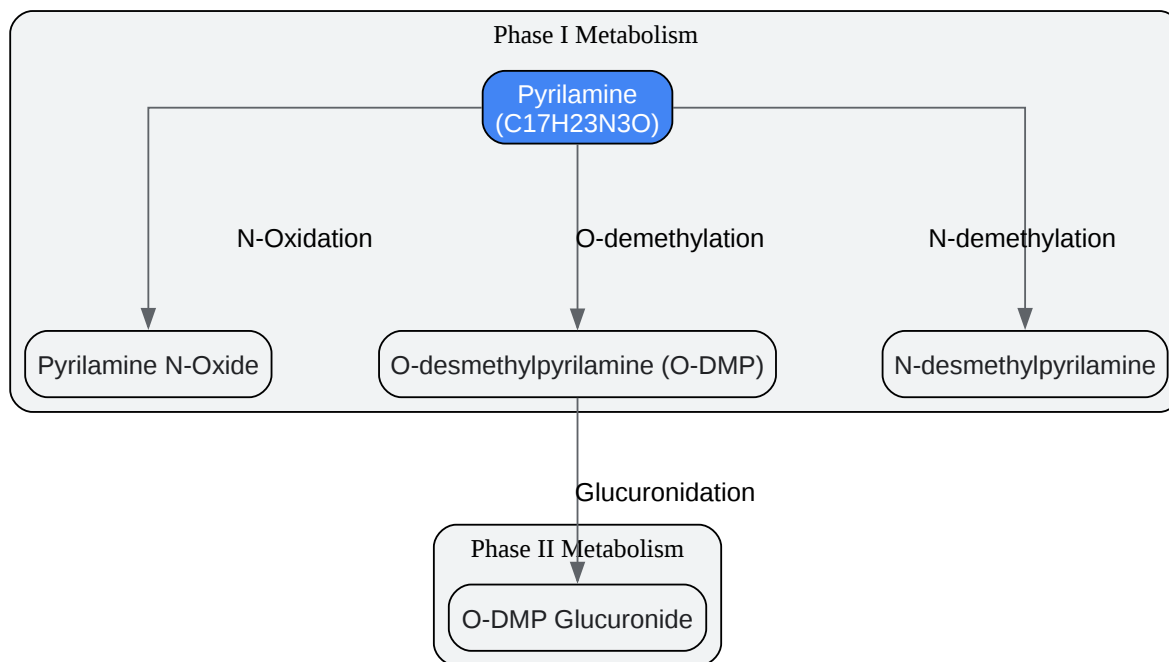 Phase I Metabolism
Pyrilamine
(C17H23N3O)
N-Oxidation
O-demethylation
N-demethylation
Pyrilamine N-Oxide
O-desmethylpyrilamine (O-DMP)
N-desmethylpyrilamine
Glucuronidation
Phase II Metabolism
O-DMP Glucuronide